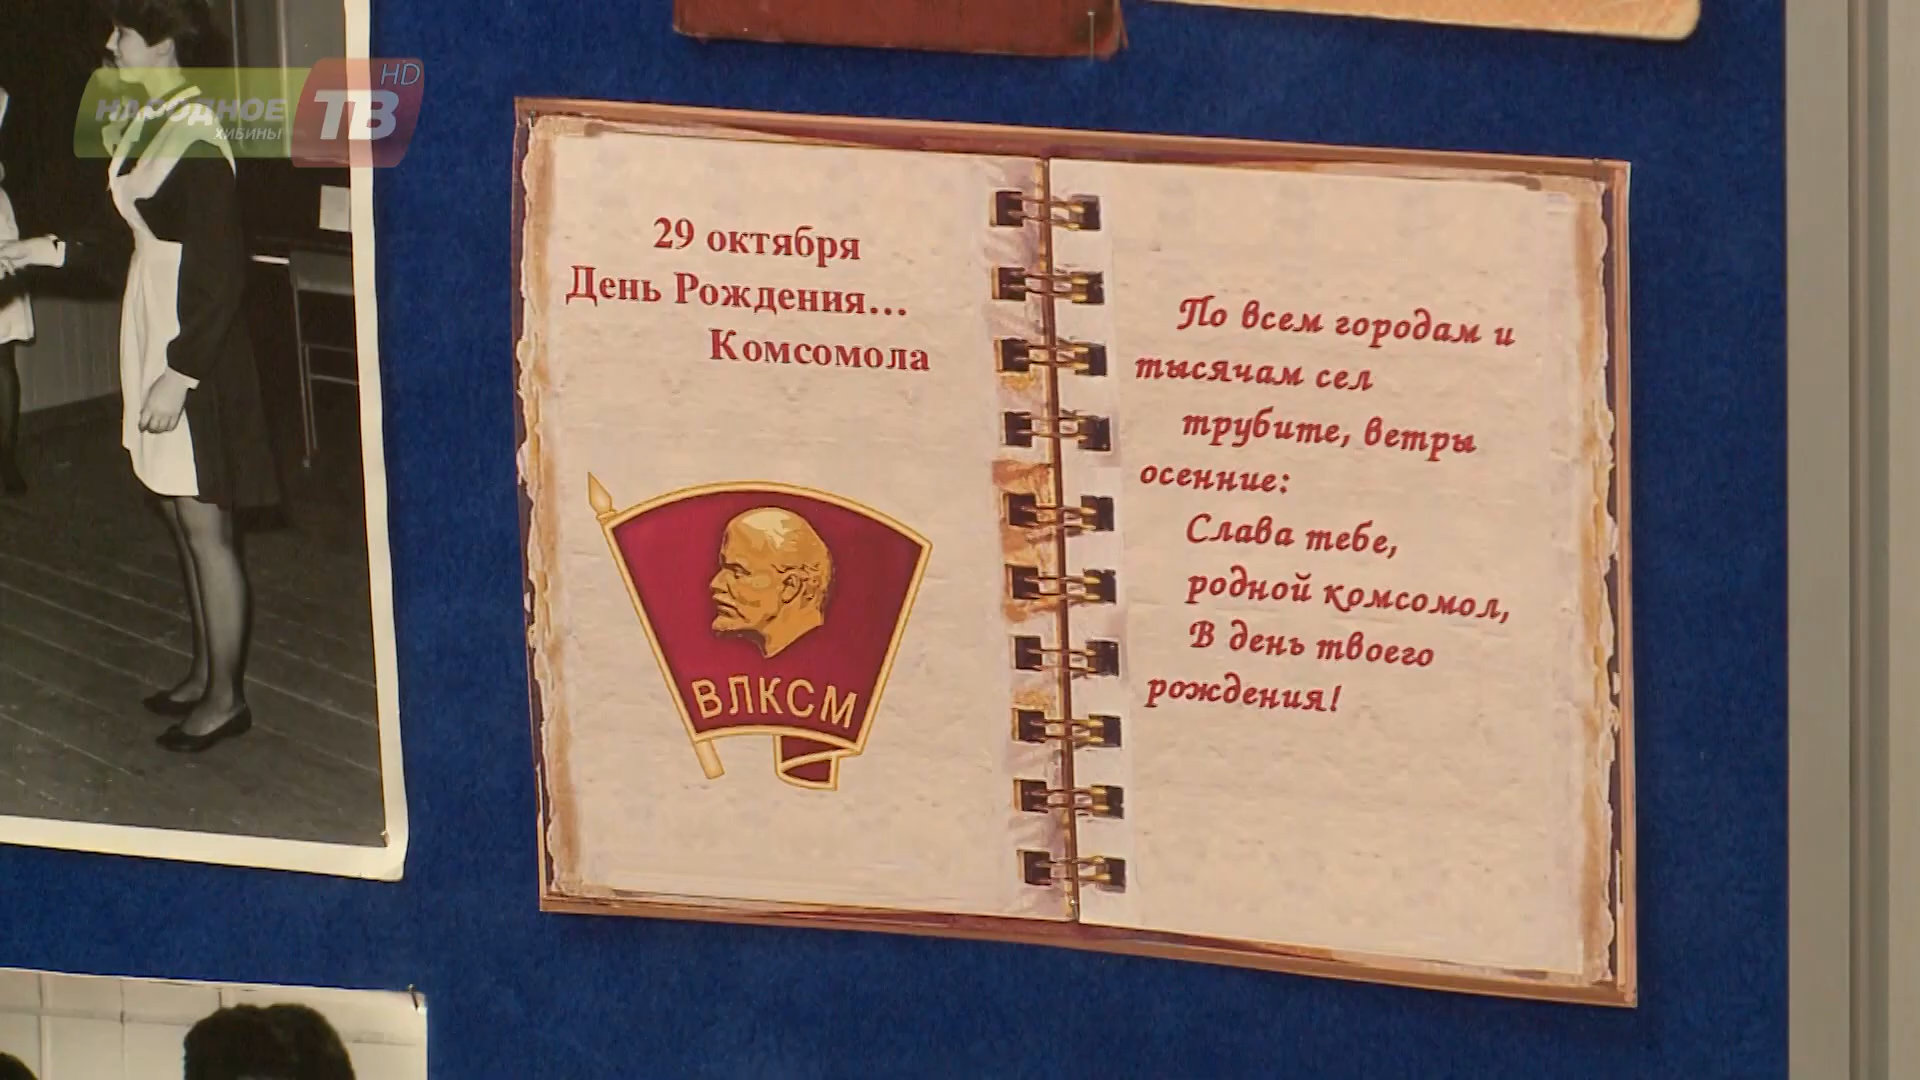 НАРОДНОЕ
ХИБИНЫ
ТВ
HD
29 октября
День Рождения...
Комсомола
ВЛКСМ
По всем городам и
тысячам сел
трубите, ветры
осенние:
Слава тебе,
родной комсомол,
В день твоего
рождения!